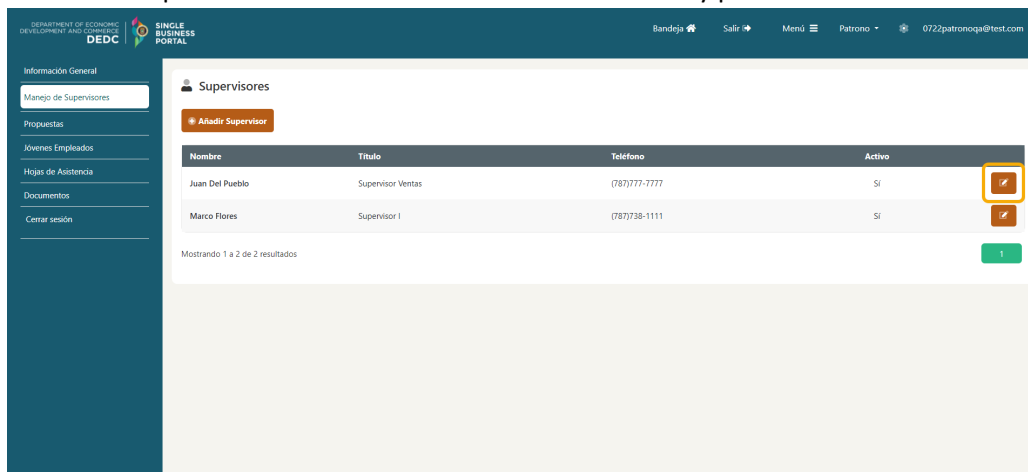 DEPARTMENT OF ECONOMIC
DEVELOPMENT AND COMMERCE
DEDC
SINGLE
BUSINESS
PORTAL
Bandeja
Salir
Menú
Patrono
0722patronoqa@test.com
Información General
Manejo de Supervisores
Propuestas
Jóvenes Empleados
Hojas de Asistencia
Documentos
Cerrar sesión
Supervisores
Añadir Supervisor
Nombre Título Teléfono Activo
Juan Del Pueblo Supervisor Ventas (787)777-7777 Sí
Marco Flores Supervisor I (787)738-1111 Sí
Mostrando 1 a 2 de 2 resultados
1